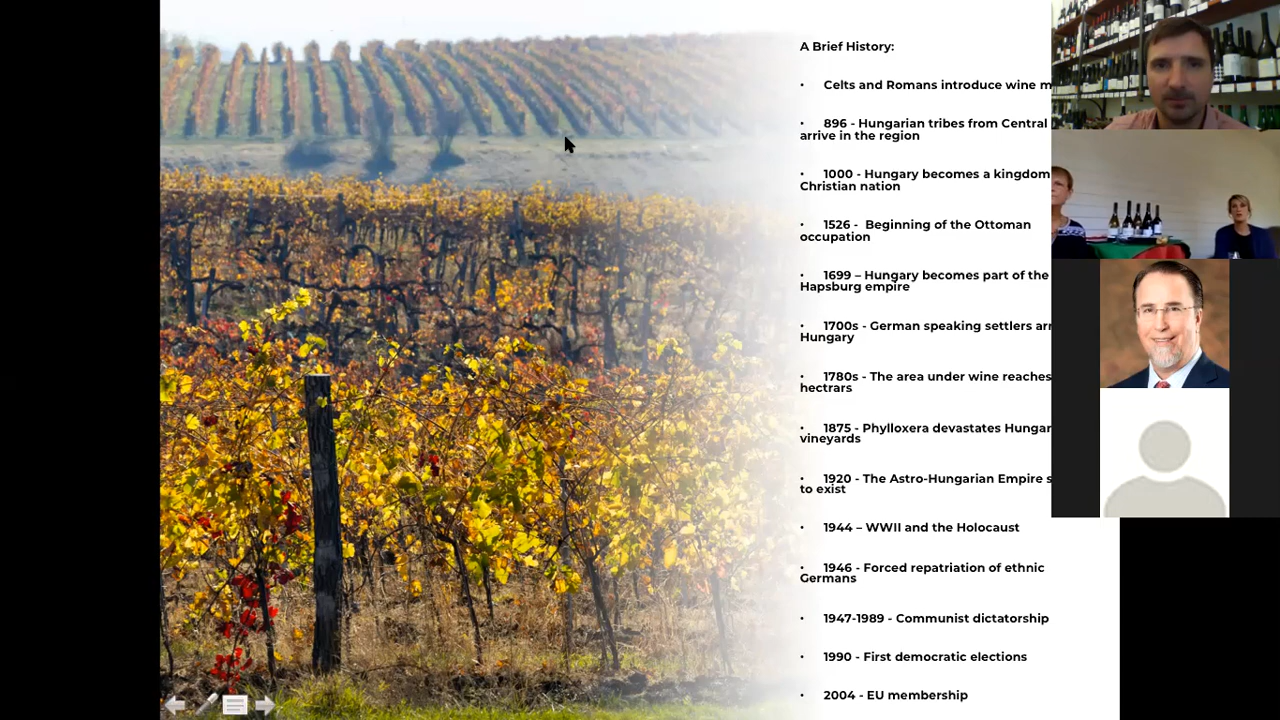 A Brief History:
• Celts and Romans introduce wine m
• 896 - Hungarian tribes from Central
arrive in the region
• 1000 - Hungary becomes a kingdom
Christian nation
• 1526 - Beginning of the Ottoman
occupation
• 1699 – Hungary becomes part of the
Hapsburg empire
• 1700s - German speaking settlers arr
Hungary
• 1780s - The area under wine reaches
hectrars
• 1875 - Phylloxera devastates Hungar
vineyards
• 1920 - The Astro-Hungarian Empire s
to exist
• 1944 – WWII and the Holocaust
• 1946 - Forced repatriation of ethnic
Germans
• 1947-1989 - Communist dictatorship
• 1990 - First democratic elections
• 2004 - EU membership